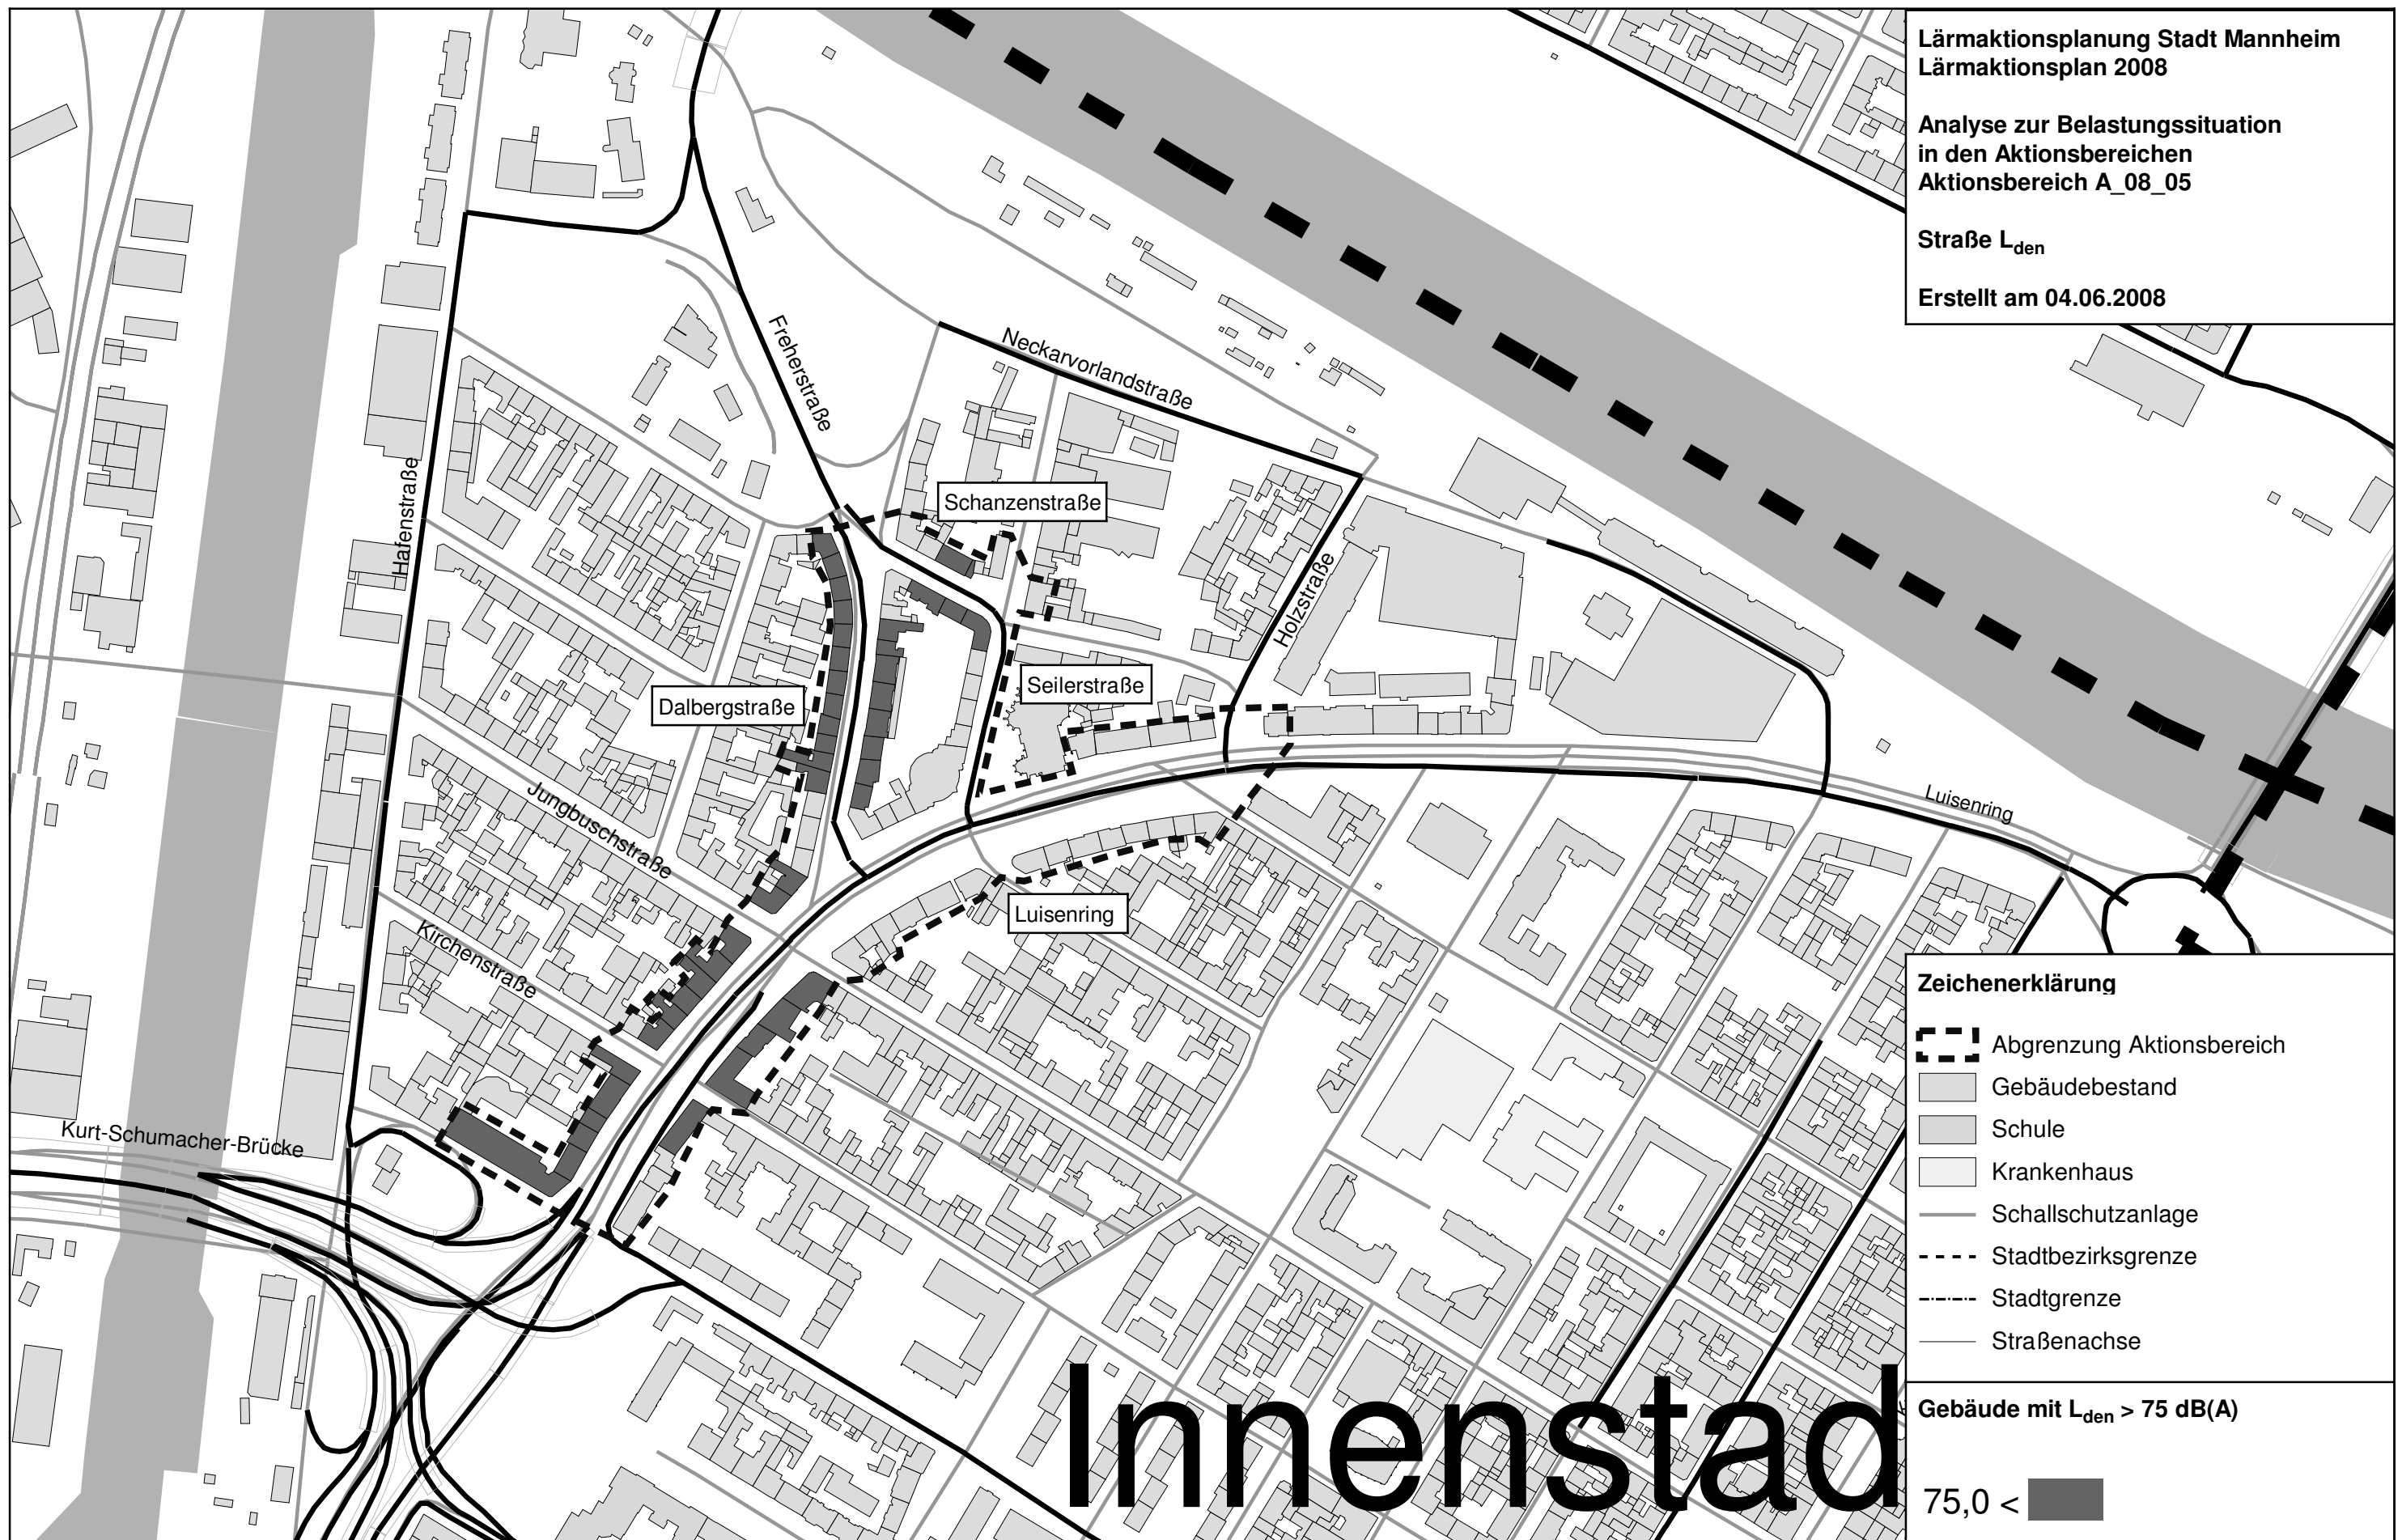 Lärmaktionsplanung Stadt Mannheim
Lärmaktionsplan 2008
Analyse zur Belastungssituation
in den Aktionsbereichen
Aktionsbereich A_08_05
Straße Lden
Erstellt am 04.06.2008
Freherstraße
Neckarvorlandstraße
Hafenstraße
Schanzenstraße
Holzstraße
Seilerstraße
Dalbergstraße
Jungbuschstraße
Luisenring
Luisenring
Kirchenstraße
Kurt-Schumacher-Brücke
Innenstad
Zeichenerklärung
Abgrenzung Aktionsbereich
Gebäudebestand
Schule
Krankenhaus
Schallschutzanlage
Stadtbezirksgrenze
Stadtgrenze
Straßenachse
Gebäude mit Lden > 75 dB(A)
75,0 <